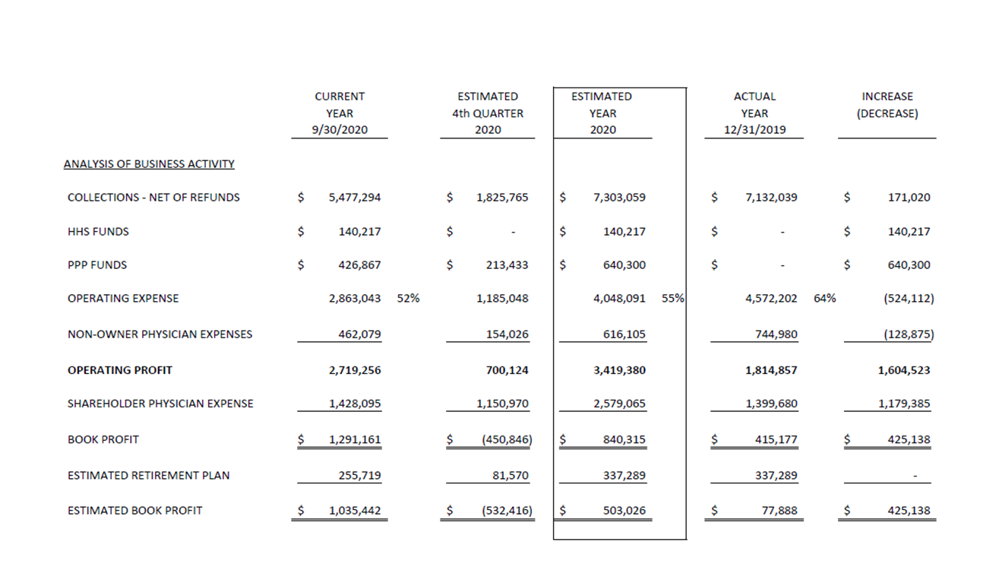 CURRENT ESTIMATED ESTIMATED ACTUAL INCREASE
YEAR 4th QUARTER YEAR YEAR (DECREASE)
9/30/2020 2020 2020 12/31/2019
ANALYSIS OF BUSINESS ACTIVITY
COLLECTIONS - NET OF REFUNDS $ 5,477,294 $ 1,825,765 $ 7,303,059 $ 7,132,039 $ 171,020
HHS FUNDS $ 140,217 $ - $ 140,217 $ - $ 140,217
PPP FUNDS $ 426,867 $ 213,433 $ 640,300 $ - $ 640,300
OPERATING EXPENSE 2,863,043 52% 1,185,048 4,048,091 55% 4,572,202 64% (524,112)
NON-OWNER PHYSICIAN EXPENSES 462,079 154,026 616,105 744,980 (128,875)
OPERATING PROFIT 2,719,256 700,124 3,419,380 1,814,857 1,604,523
SHAREHOLDER PHYSICIAN EXPENSE 1,428,095 1,150,970 2,579,065 1,399,680 1,179,385
BOOK PROFIT $ 1,291,161 $ (450,846) $ 840,315 $ 415,177 $ 425,138
ESTIMATED RETIREMENT PLAN 255,719 81,570 337,289 337,289 -
ESTIMATED BOOK PROFIT $ 1,035,442 $ (532,416) $ 503,026 $ 77,888 $ 425,138